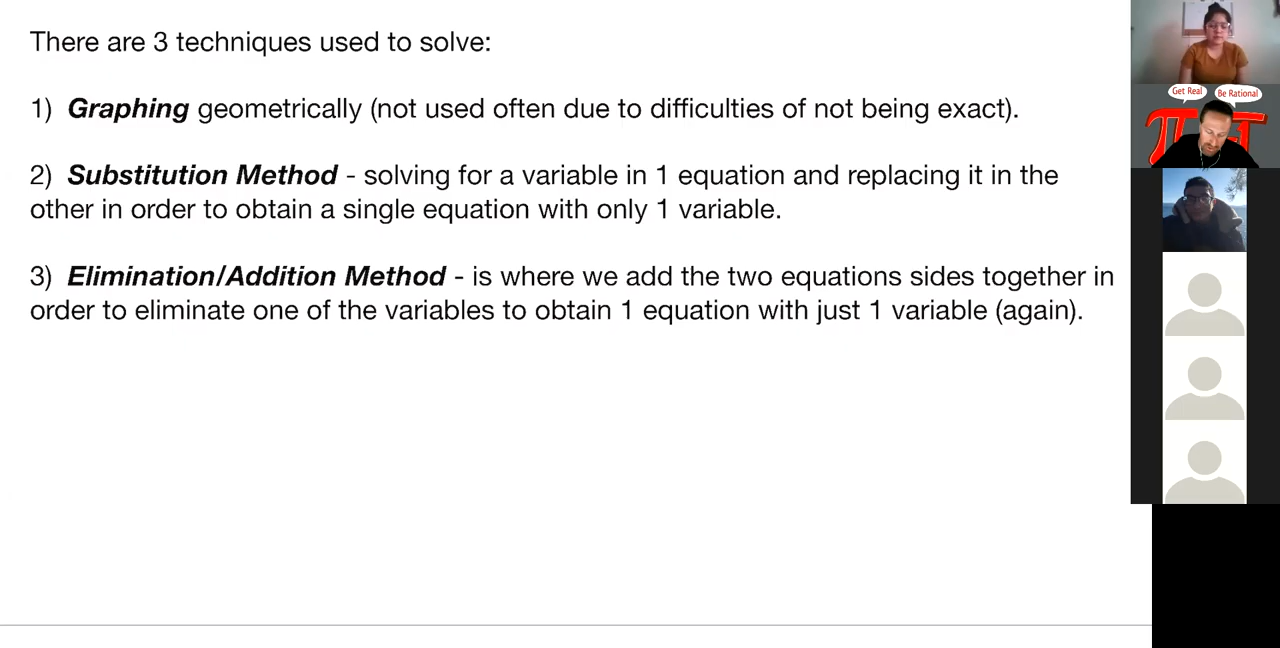 There are 3 techniques used to solve:
1) Graphing geometrically (not used often due to difficulties of not being exact).
2) Substitution Method - solving for a variable in 1 equation and replacing it in the
other in order to obtain a single equation with only 1 variable.
3) Elimination/Addition Method - is where we add the two equations sides together in
order to eliminate one of the variables to obtain 1 equation with just 1 variable (again).
Get Real
Be Rational